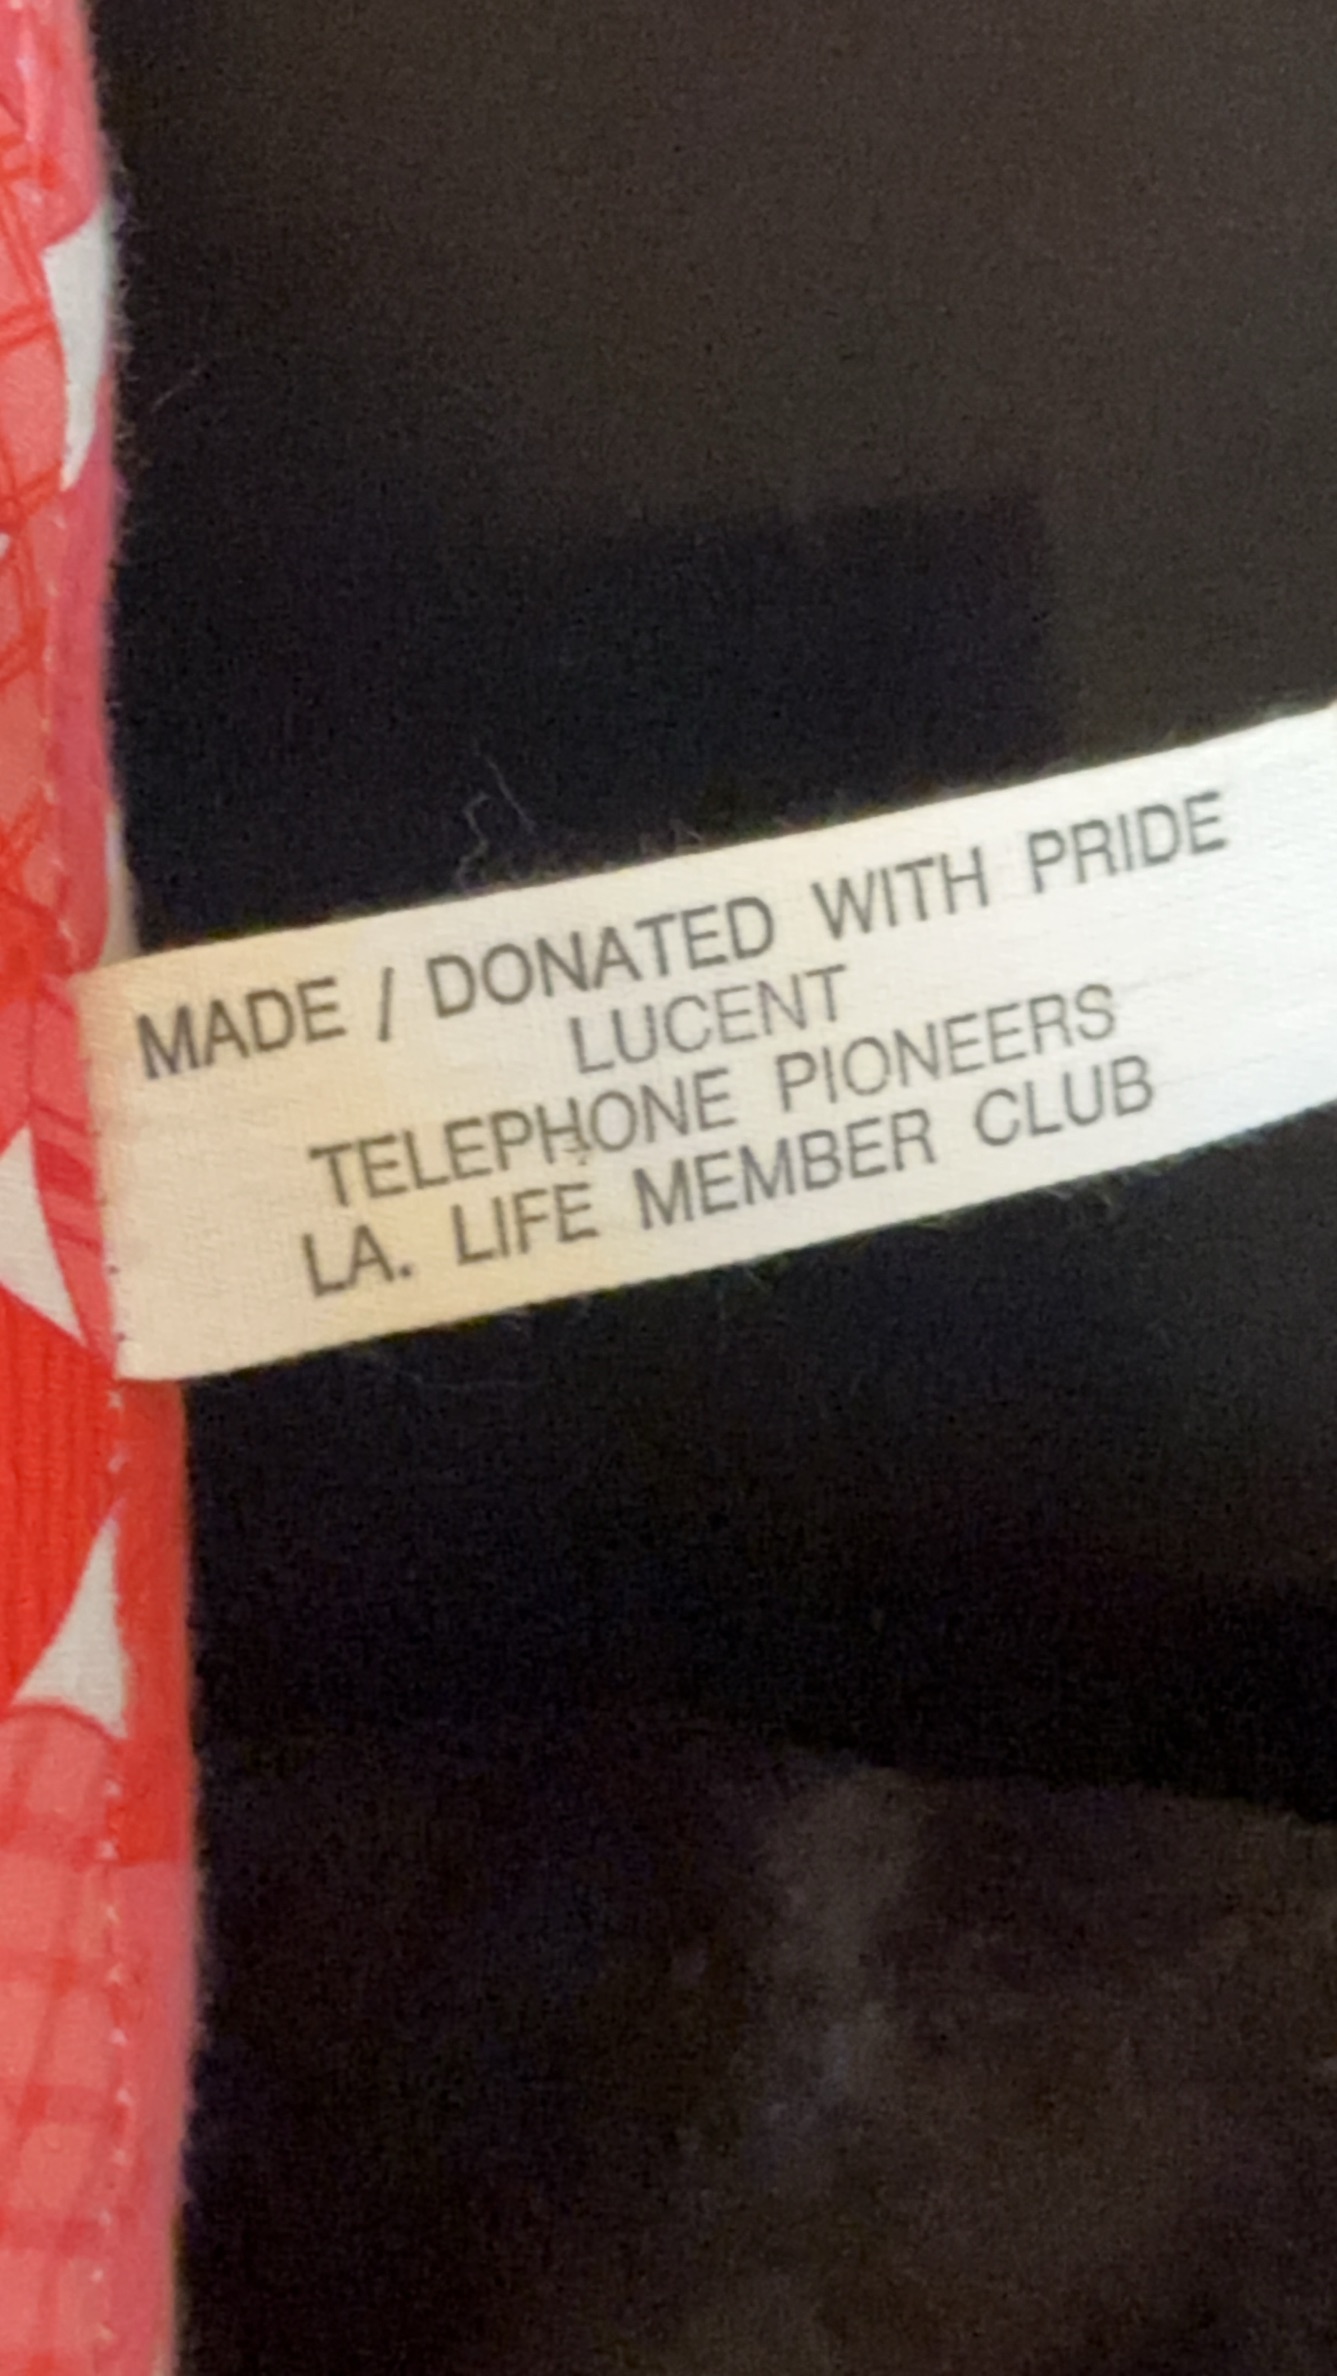 MADE / DONATED WITH PRIDE
LUCENT
TELEPHONE PIONEERS
LA. LIFE MEMBER CLUB